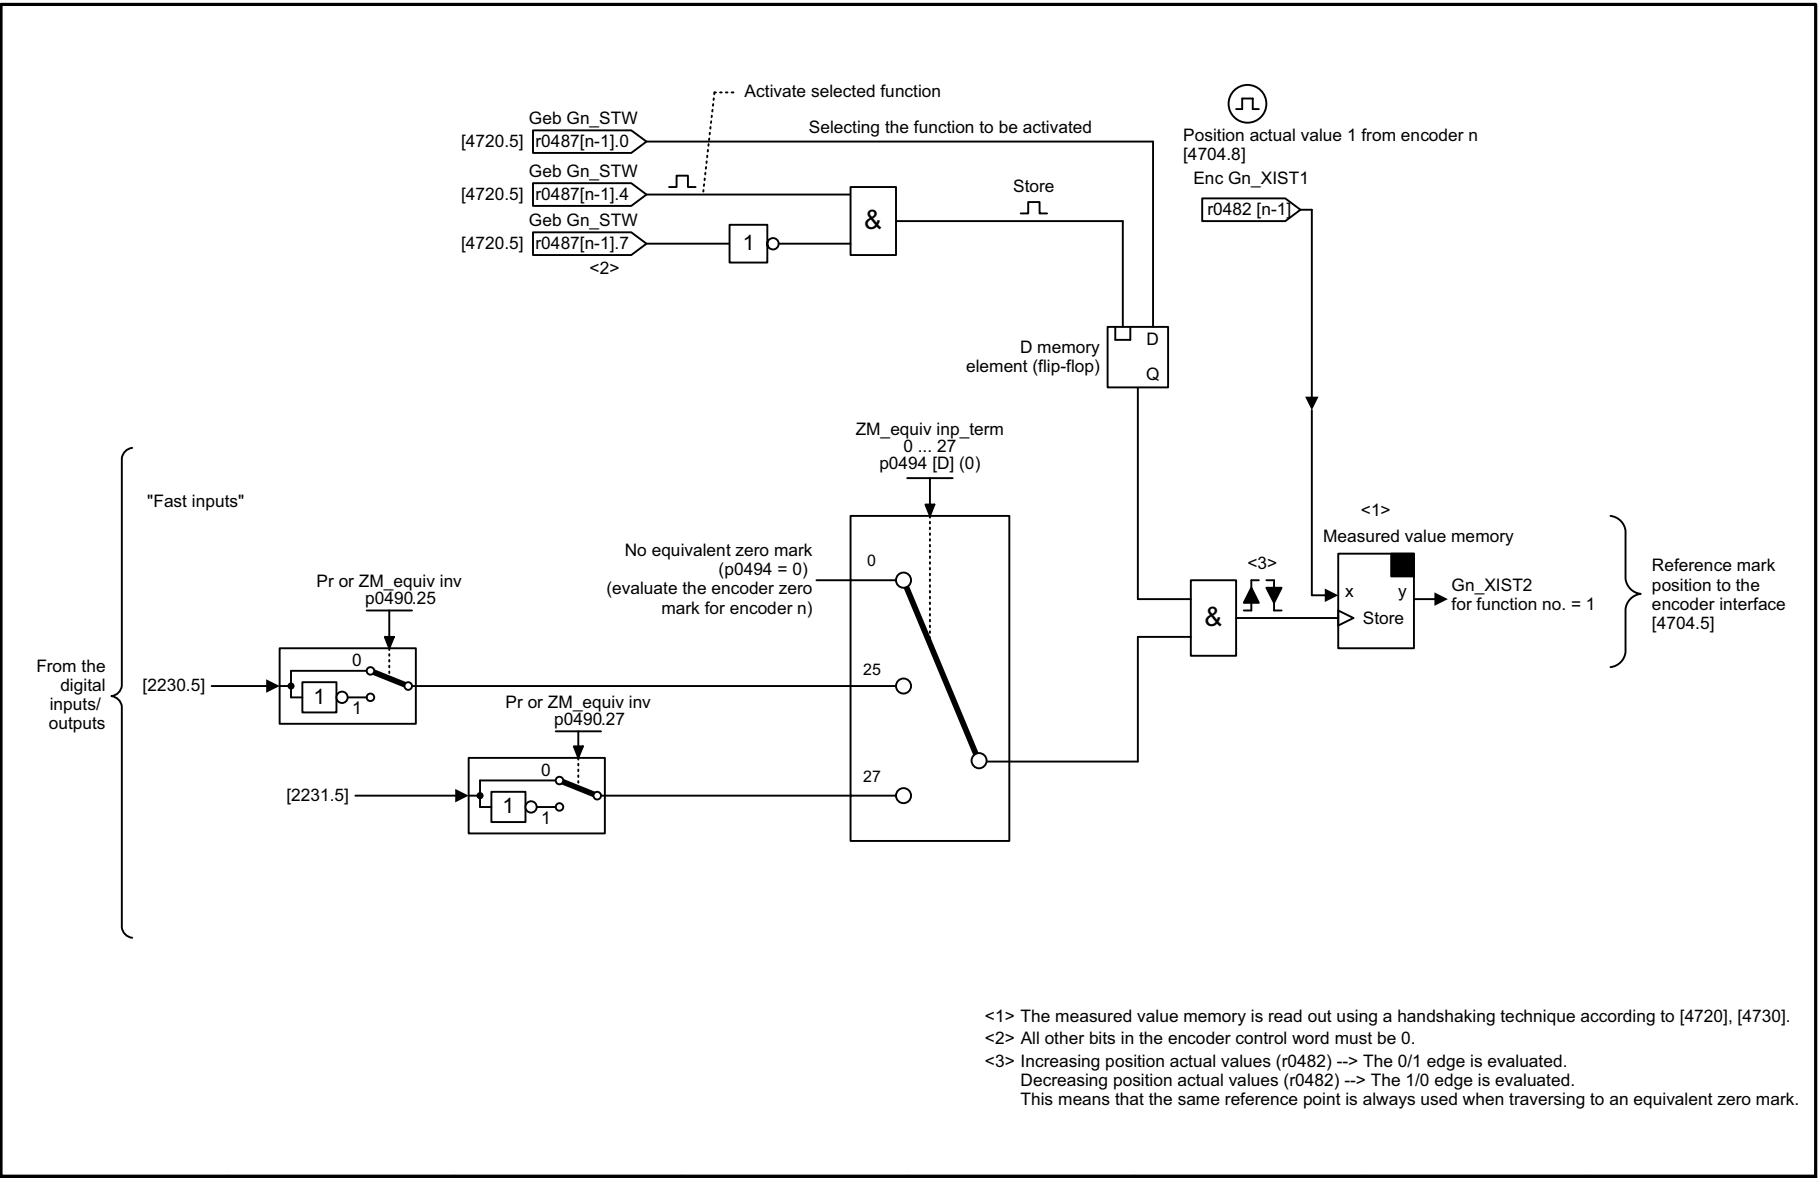 Activate selected function
Geb Gn_STW
[4720.5] r0487[n-1].0
Selecting the function to be activated
Geb Gn_STW
[4720.5] r0487[n-1].4
Geb Gn_STW
[4720.5] r0487[n-1].7
<2>
1
&
Store
Position actual value 1 from encoder n
[4704.8]
Enc Gn_XIST1
r0482 [n-1]
D memory
element (flip-flop)
D
Q
ZM_equiv inp_term
0 ... 27
p0494 [D] (0)
"Fast inputs"
No equivalent zero mark
(p0494 = 0)
(evaluate the encoder zero
mark for encoder n)
0
25
27
Pr or ZM_equiv inv
p0490.25
From the
digital
inputs/
outputs
[2230.5]
0
1
1
Pr or ZM_equiv inv
p0490.27
[2231.5]
0
1
1
&
<3>
<1>
Measured value memory
x
y
Store
Gn_XIST2
for function no. = 1
Reference mark
position to the
encoder interface
[4704.5]
<1> The measured value memory is read out using a handshaking technique according to [4720], [4730].
<2> All other bits in the encoder control word must be 0.
<3> Increasing position actual values (r0482) --> The 0/1 edge is evaluated.
Decreasing position actual values (r0482) --> The 1/0 edge is evaluated.
This means that the same reference point is always used when traversing to an equivalent zero mark.